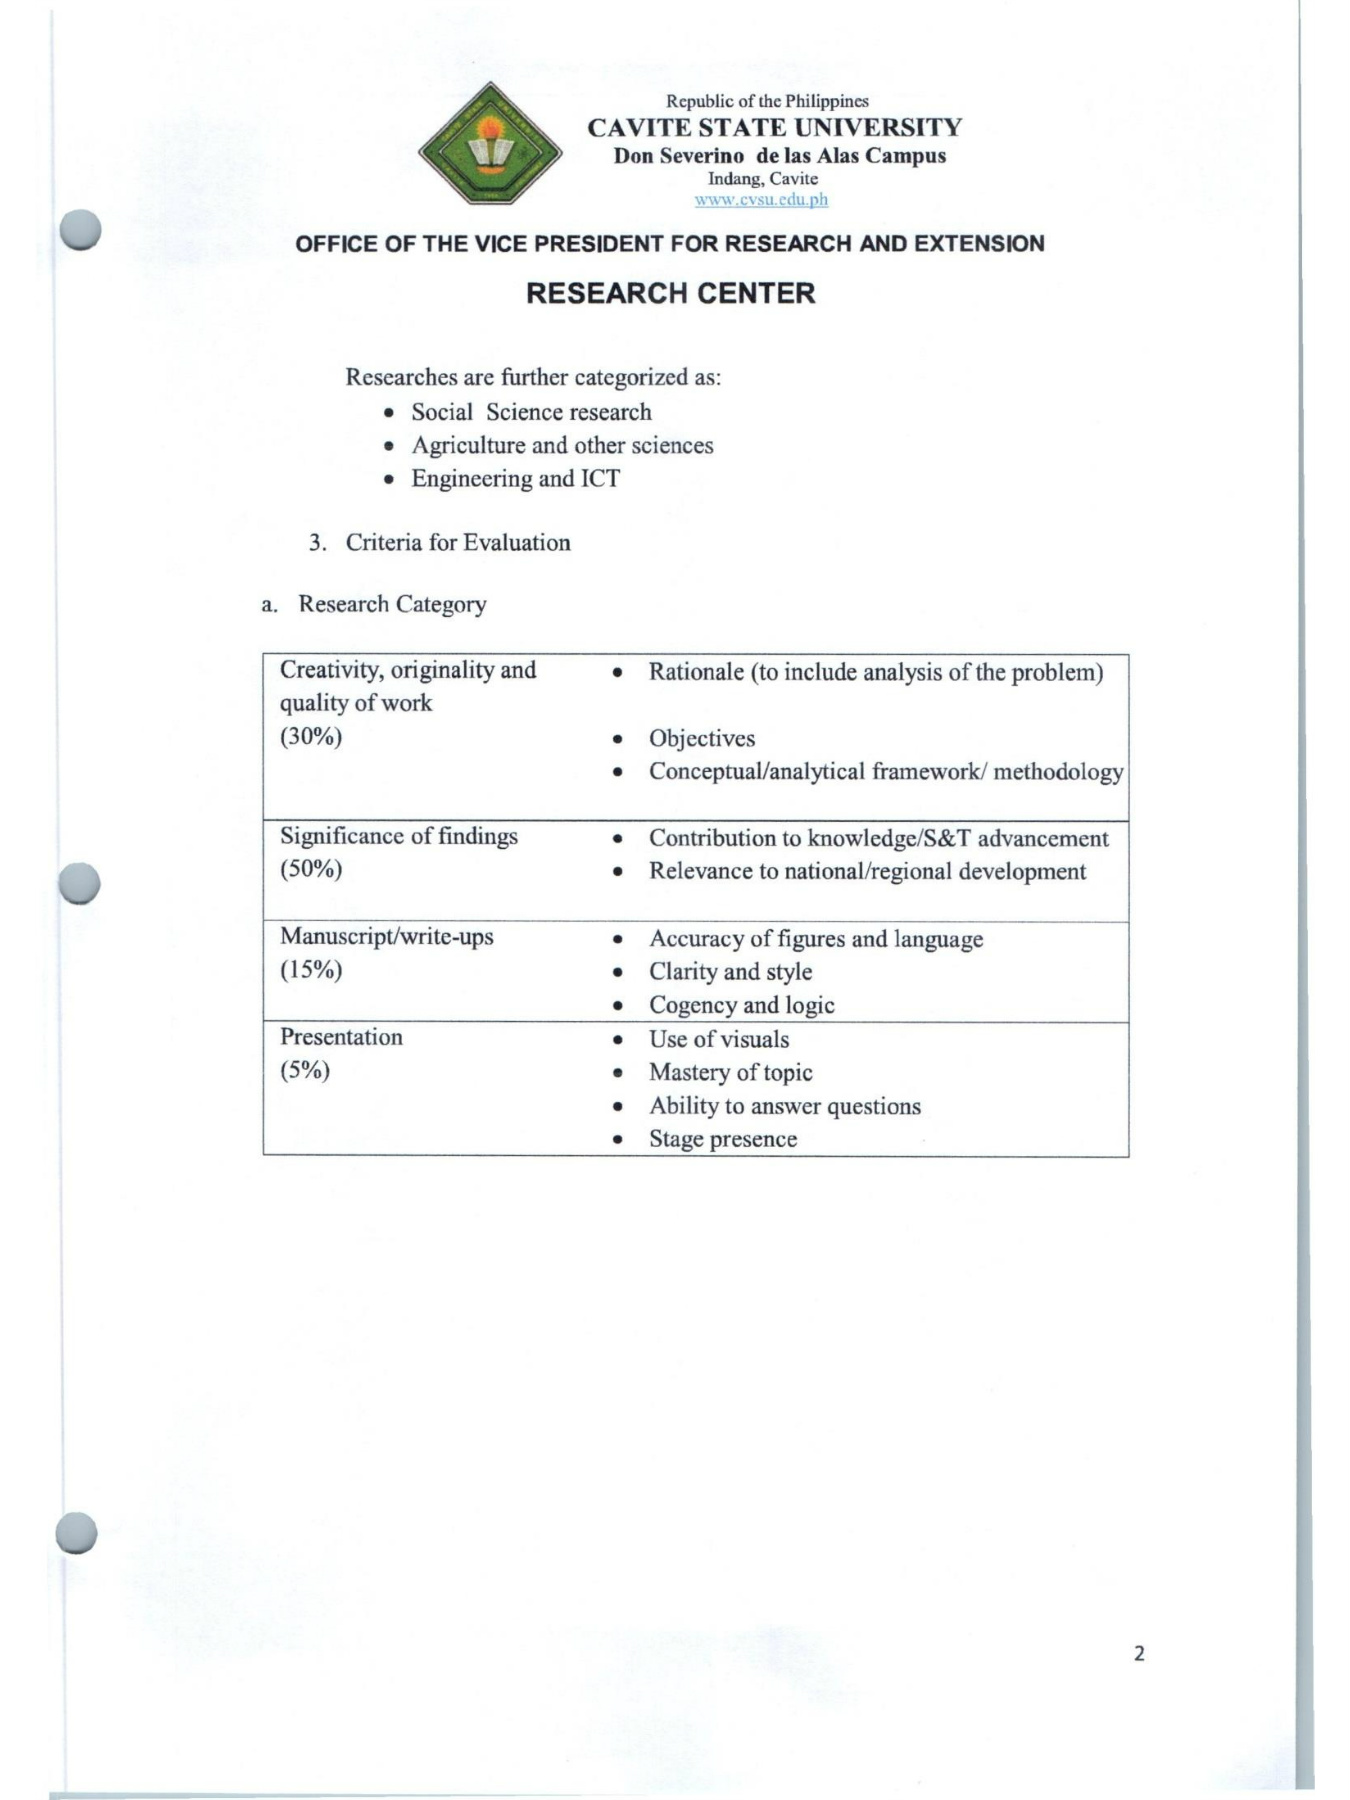 Republic of the Philippines
CAVITE STATE UNIVERSITY
Don Severino de las Alas Campus
Indang, Cavite
www.cvsu.edu.ph
OFFICE OF THE VICE PRESIDENT FOR RESEARCH AND EXTENSION
RESEARCH CENTER
Researches are further categorized as:
• Social Science research
• Agriculture and other sciences
• Engineering and ICT
3. Criteria for Evaluation
a. Research Category
Creativity, originality and
quality of work
(30%)
• Rationale (to include analysis of the problem)
• Objectives
• Conceptual/analytical framework/ methodology
Significance of findings
(50%)
• Contribution to knowledge/S&T advancement
• Relevance to national/regional development
Manuscript/write-ups
(15%)
• Accuracy of figures and language
• Clarity and style
• Cogency and logic
Presentation
(5%)
• Use of visuals
• Mastery of topic
• Ability to answer questions
• Stage presence
2